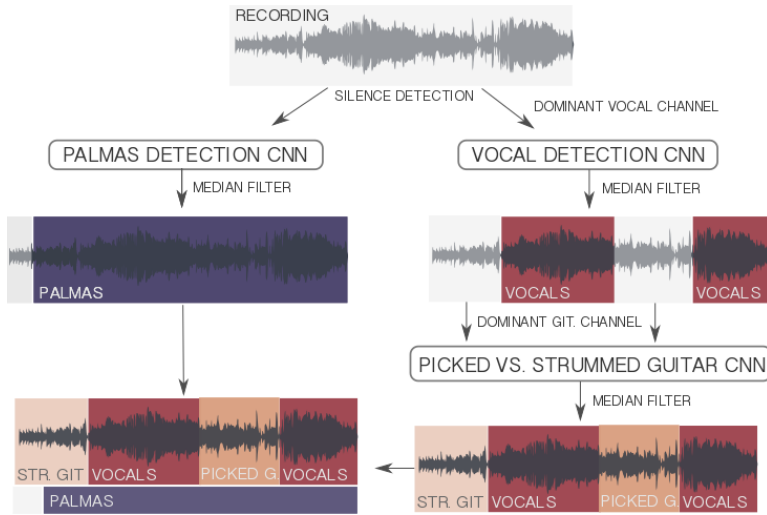 RECORDING
SILENCE DETECTION
DOMINANT VOCAL CHANNEL
PALMAS DETECTION CNN
VOCAL DETECTION CNN
MEDIAN FILTER
MEDIAN FILTER
PALMAS
VOCALS
VOCALS
DOMINANT GIT. CHANNEL
PICKED VS. STRUMMED GUITAR CNN
MEDIAN FILTER
STR. GIT
VOCALS
PICKED G.
VOCALS
PALMAS
STR. GIT
VOCALS
PICKED G.
VOCALS